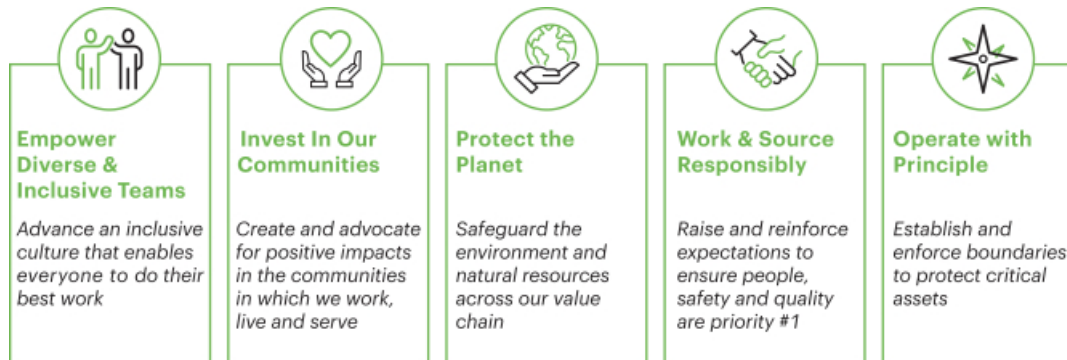 Empower
Diverse &
Inclusive Teams
Advance an inclusive
culture that enables
everyone to do their
best work
Invest In Our
Communities
Create and advocate
for positive impacts
in the communities
in which we work,
live and serve
Protect the
Planet
Safeguard the
environment and
natural resources
across our value
chain
Work & Source
Responsibly
Raise and reinforce
expectations to
ensure people,
safety and quality
are priority #1
Operate with
Principle
Establish and
enforce boundaries
to protect critical
assets